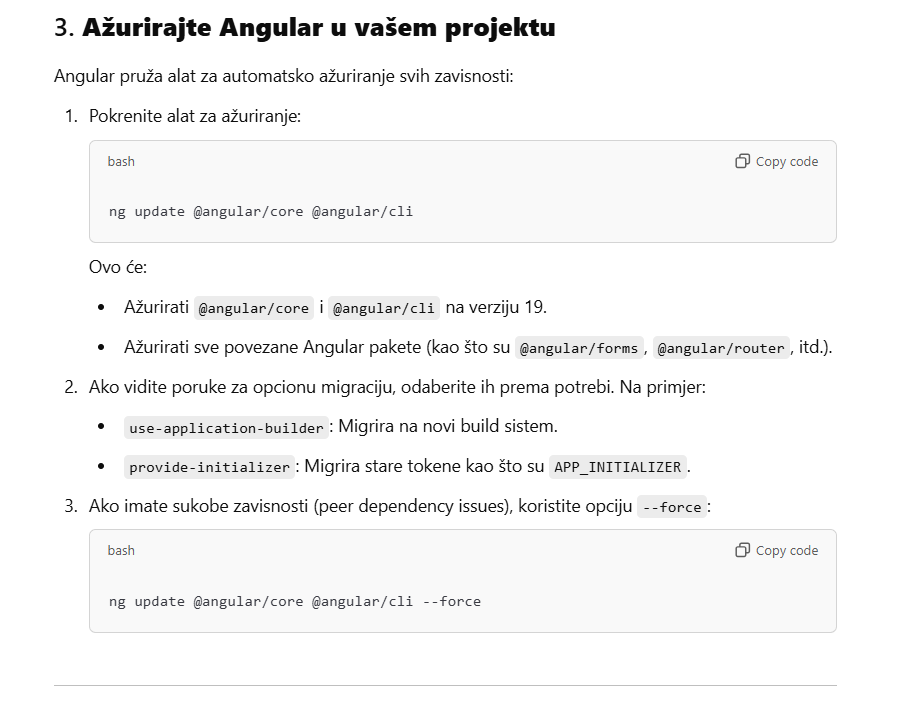 3. Ažurirajte Angular u vašem projektu
Angular pruža alat za automatsko ažuriranje svih zavisnosti:
1. Pokrenite alat za ažuriranje:
bash
Copy code
ng update @angular/core @angular/cli
Ovo će:
• Ažurirati @angular/core i @angular/cli na verziju 19.
• Ažurirati sve povezane Angular pakete (kao što su @angular/forms, @angular/router, itd.).
2. Ako vidite poruke za opcionu migraciju, odaberite ih prema potrebi. Na primjer:
• use-application-builder: Migrira na novi build sistem.
• provide-initializer: Migrira stare tokene kao što su APP_INITIALIZER.
3. Ako imate sukobe zavisnosti (peer dependency issues), koristite opciju --force:
bash
Copy code
ng update @angular/core @angular/cli --force